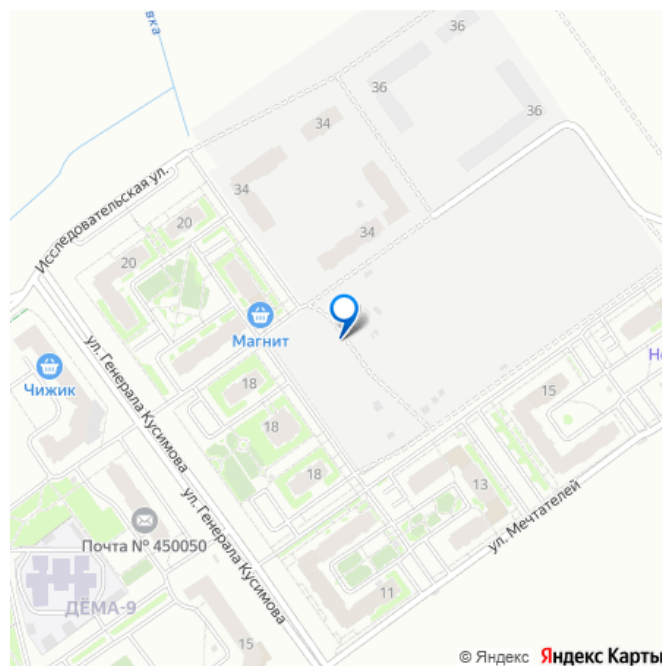 вка
36
36
36
34
34
34
Исследовательская ул.
20
20
Магнит
ул. Генерала Кусимова
Чижик
18
18
18
15
Но
13
ул. Генерала Кусимова
ул. Мечтателей
Почта № 450050
ДЁМА-9
11
15
© Яндекс Яндекс Карты